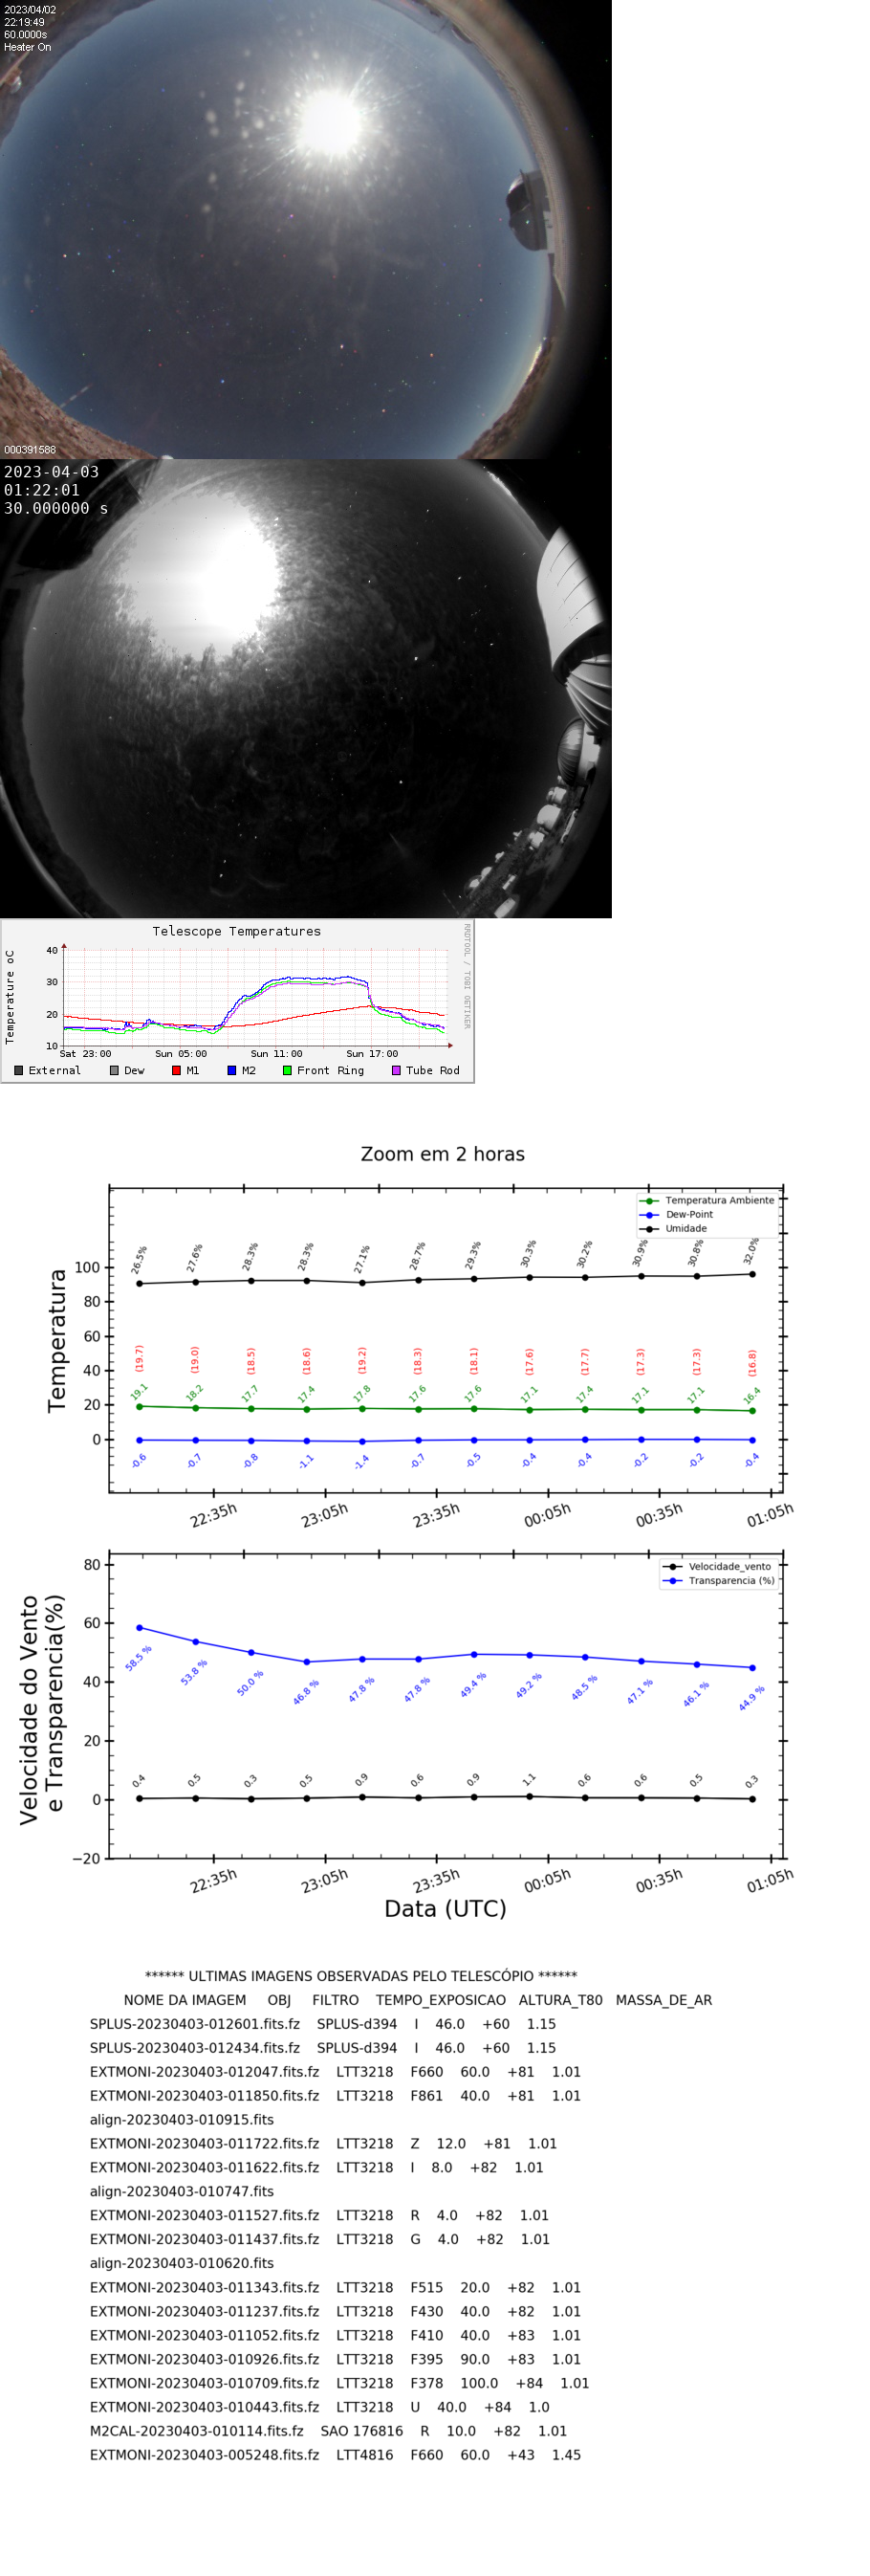 2023/04/02
22:19:49
60.0000s
Heater On
000391588
2023-04-03
01:22:01
30.000000 s
Telescope Temperatures
RRDTOOL / TOBI OETIKER
Temperature oC
40
30
20
10
Sat 23:00 Sun 05:00 Sun 11:00 Sun 17:00
External Dew M1 M2 Front Ring Tube Rod
Zoom em 2 horas
Temperatura Ambiente
Dew-Point
Umidade
Temperatura
100
80
60
40
20
0
26.5% 27.6% 28.3% 28.3% 27.1% 28.7% 29.3% 30.3% 30.2% 30.9% 30.8% 32.0%
(19.7) (19.0) (18.5) (18.6) (19.2) (18.3) (18.1) (17.6) (17.7) (17.3) (17.3) (16.8)
19.1 18.2 17.7 17.4 17.8 17.6 17.6 17.1 17.4 17.1 17.1 16.4
-0.6 -0.7 -0.8 -1.1 -1.4 -0.7 -0.5 -0.4 -0.4 -0.2 -0.2 -0.4
22:35h 23:05h 23:35h 00:05h 00:35h 01:05h
Velocidade_vento
Transparencia (%)
Velocidade do Vento
e Transparencia(%)
80
60
40
20
0
−20
58.5 % 53.8 % 50.0 % 46.8 % 47.8 % 47.8 % 49.4 % 49.2 % 48.5 % 47.1 % 46.1 % 44.9 %
0.4 0.5 0.3 0.5 0.9 0.6 0.9 1.1 0.6 0.6 0.5 0.3
22:35h 23:05h 23:35h 00:05h 00:35h 01:05h
Data (UTC)
****** ULTIMAS IMAGENS OBSERVADAS PELO TELESCÓPIO ******
NOME DA IMAGEM OBJ FILTRO TEMPO_EXPOSICAO ALTURA_T80 MASSA_DE_AR
SPLUS-20230403-012601.fits.fz SPLUS-d394 I 46.0 +60 1.15
SPLUS-20230403-012434.fits.fz SPLUS-d394 I 46.0 +60 1.15
EXTMONI-20230403-012047.fits.fz LTT3218 F660 60.0 +81 1.01
EXTMONI-20230403-011850.fits.fz LTT3218 F861 40.0 +81 1.01
align-20230403-010915.fits
EXTMONI-20230403-011722.fits.fz LTT3218 Z 12.0 +81 1.01
EXTMONI-20230403-011622.fits.fz LTT3218 I 8.0 +82 1.01
align-20230403-010747.fits
EXTMONI-20230403-011527.fits.fz LTT3218 R 4.0 +82 1.01
EXTMONI-20230403-011437.fits.fz LTT3218 G 4.0 +82 1.01
align-20230403-010620.fits
EXTMONI-20230403-011343.fits.fz LTT3218 F515 20.0 +82 1.01
EXTMONI-20230403-011237.fits.fz LTT3218 F430 40.0 +82 1.01
EXTMONI-20230403-011052.fits.fz LTT3218 F410 40.0 +83 1.01
EXTMONI-20230403-010926.fits.fz LTT3218 F395 90.0 +83 1.01
EXTMONI-20230403-010709.fits.fz LTT3218 F378 100.0 +84 1.01
EXTMONI-20230403-010443.fits.fz LTT3218 U 40.0 +84 1.0
M2CAL-20230403-010114.fits.fz SAO 176816 R 10.0 +82 1.01
EXTMONI-20230403-005248.fits.fz LTT4816 F660 60.0 +43 1.45